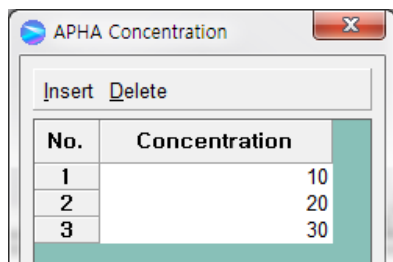 APHA Concentration
Insert Delete
No. Concentration
1 10
2 20
3 30